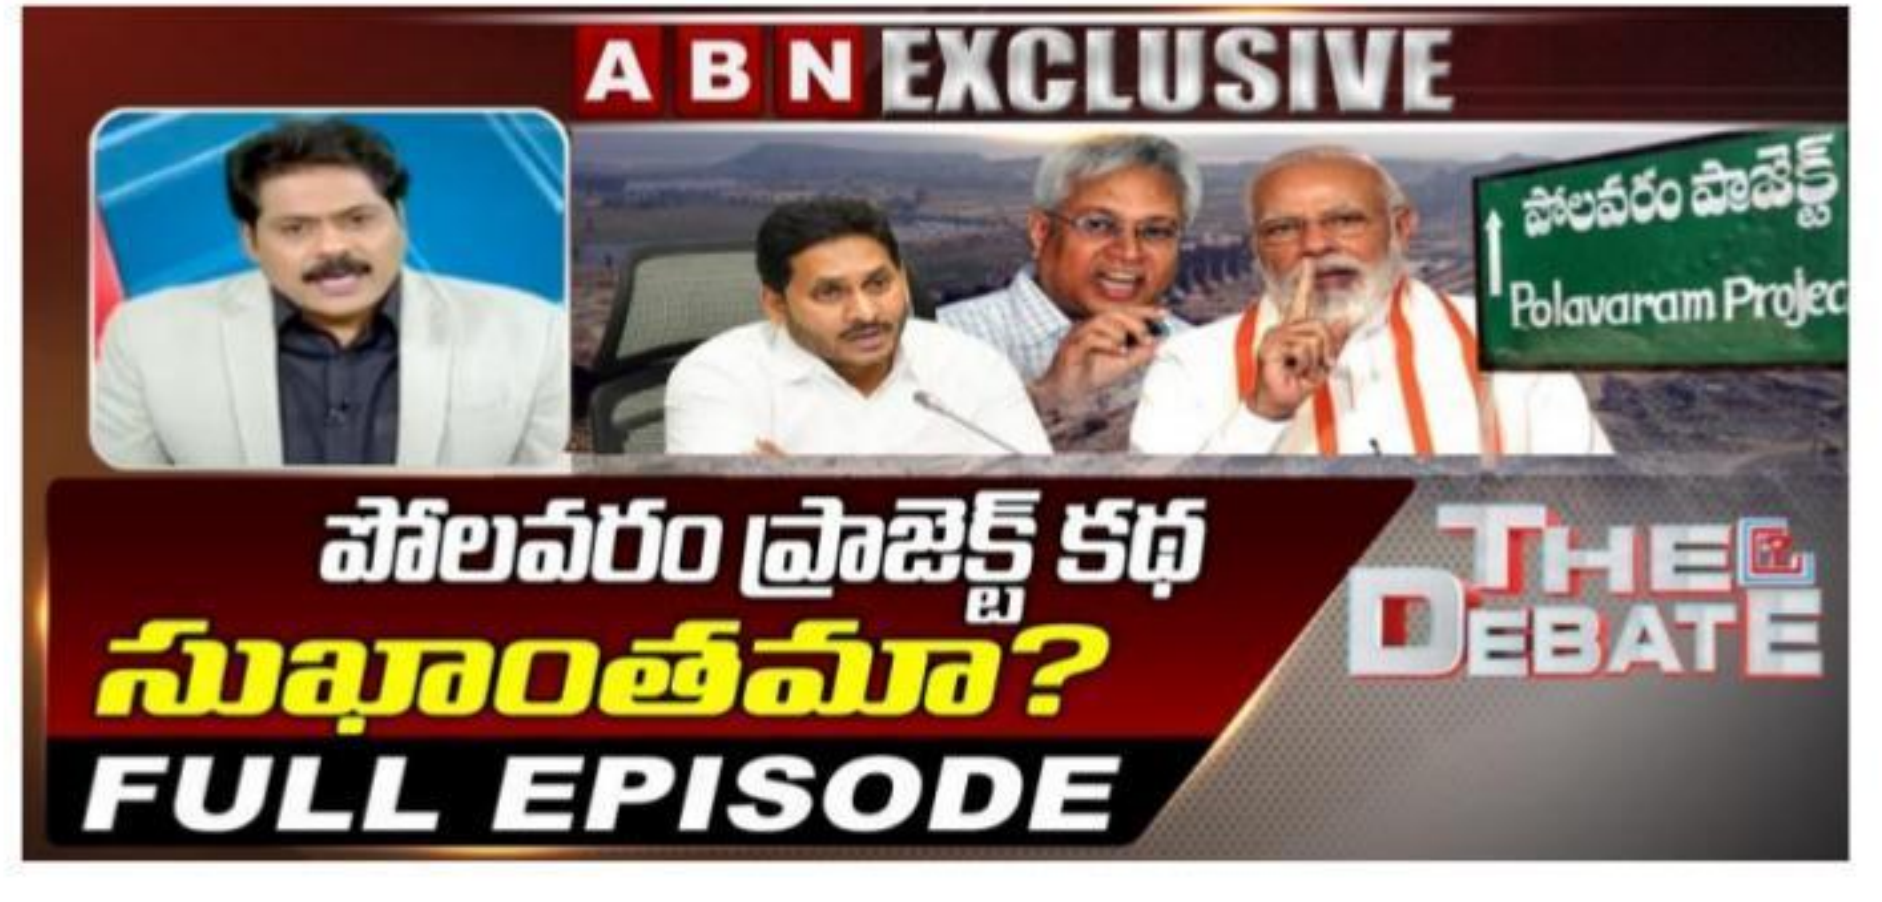 ABN EXCLUSIVE
పోలవరం ప్రాజెక్ట్
Polavaram Projec
పోలవరం ప్రాజెక్ట్ కథ
సుఖాంతమా?
THE
DEBATE
FULL EPISODE